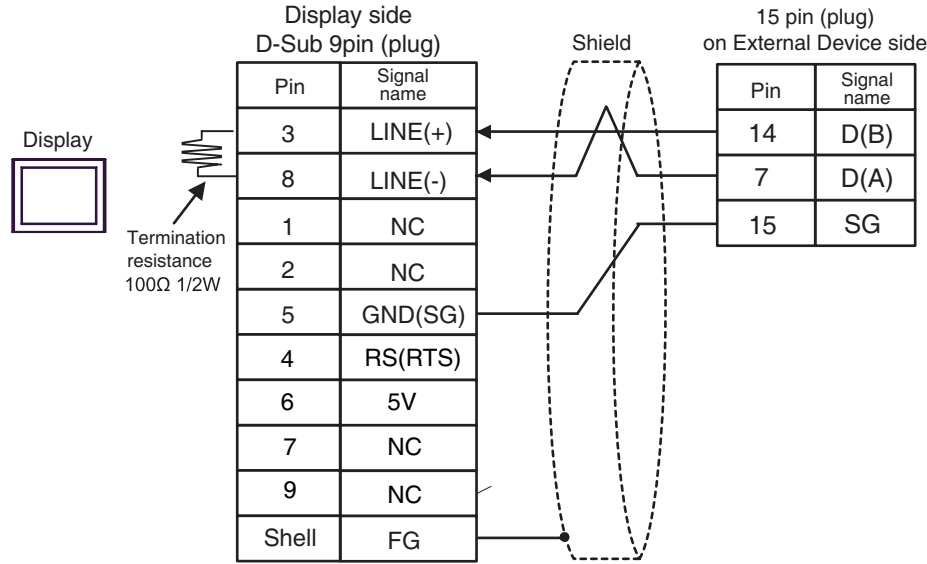 Display side
D-Sub 9pin (plug)
Shield
15 pin (plug)
on External Device side
Display
Termination
resistance
100Ω 1/2W
Pin Signal name
3 LINE(+)
8 LINE(-)
1 NC
2 NC
5 GND(SG)
4 RS(RTS)
6 5V
7 NC
9 NC
Shell FG
Pin Signal name
14 D(B)
7 D(A)
15 SG